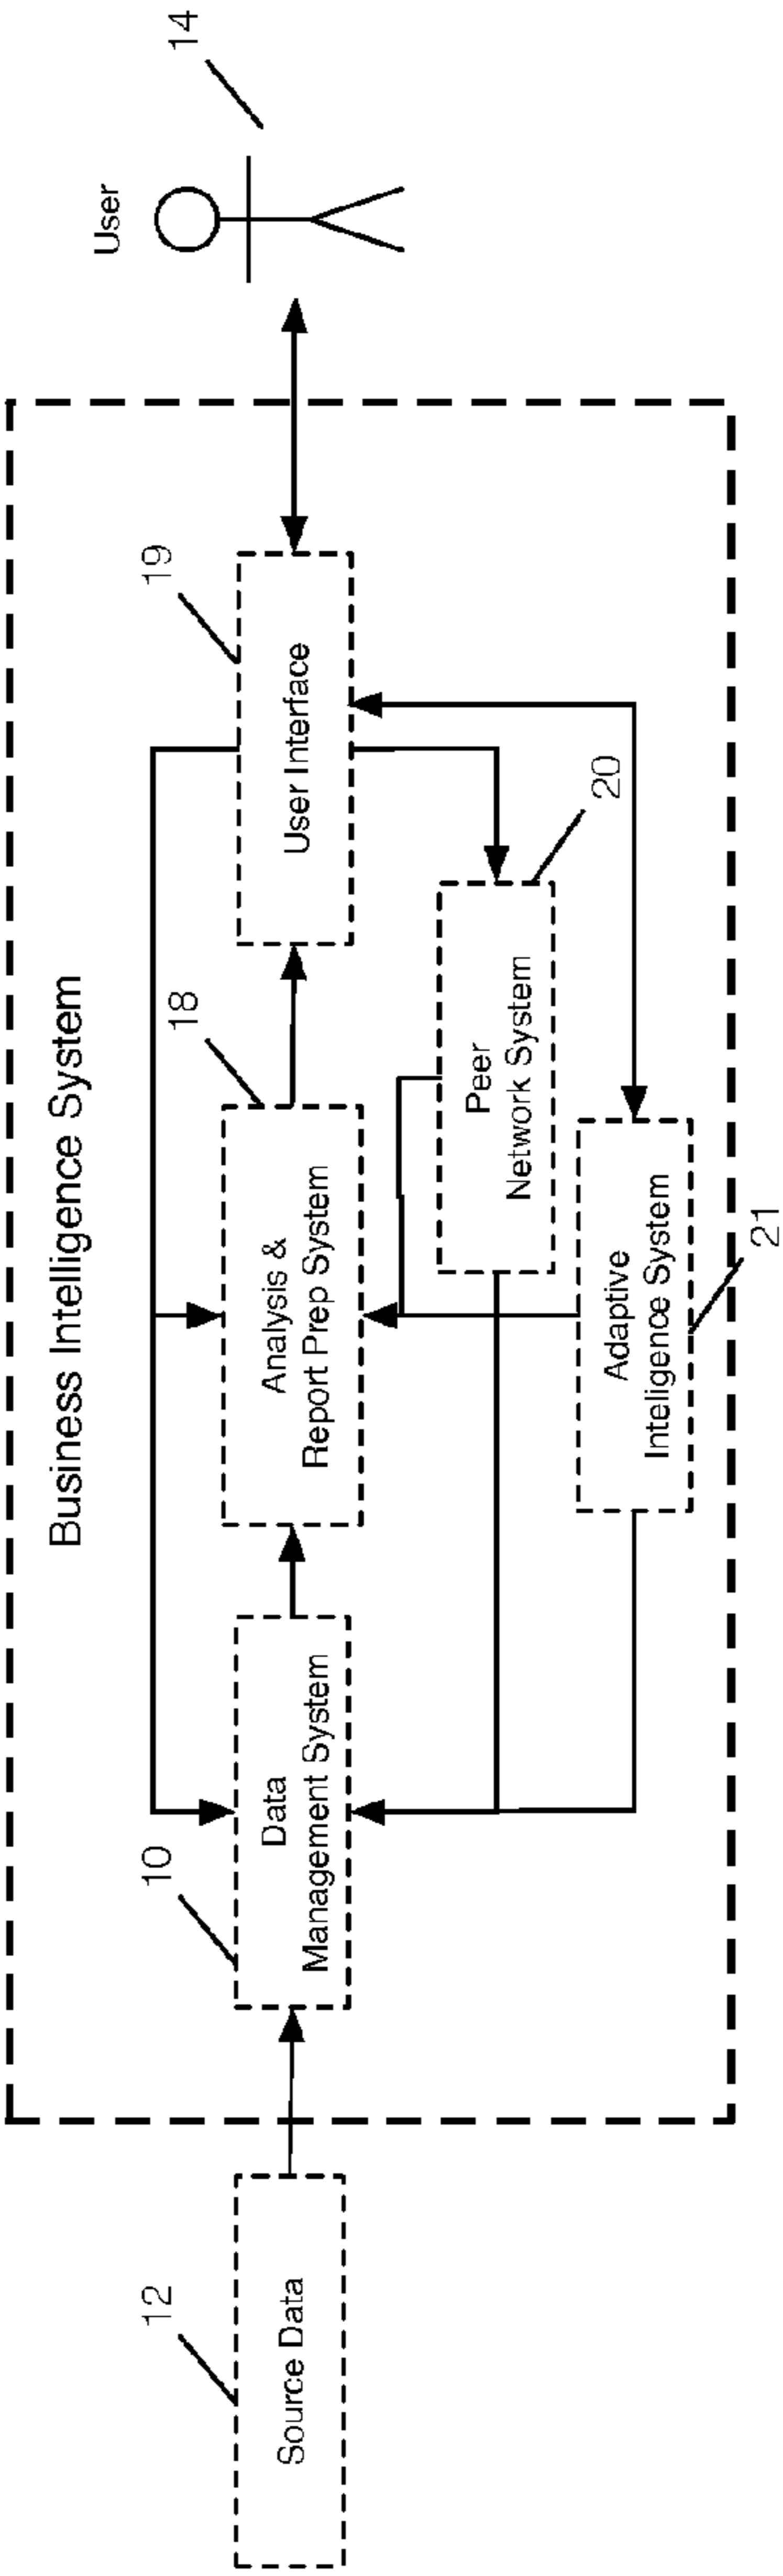 Business Intelligence System
12
Source Data
10
Data
Management System
18
Analysis &
Report Prep System
19
User Interface
User
14
Peer
Network System
20
Adaptive
Inteligence System
21